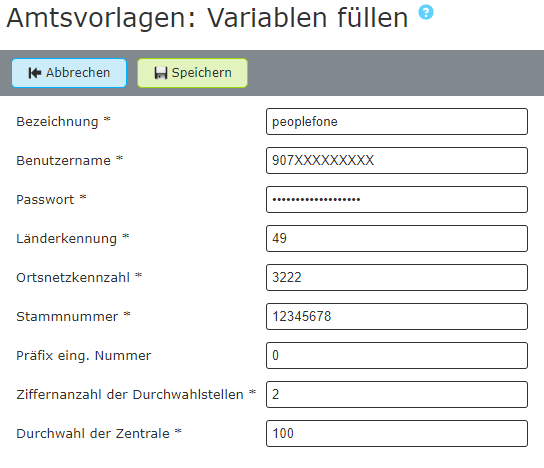 Amtsvorlagen: Variablen füllen ?
Abbrechen Speichern
Bezeichnung * peoplefone
Benutzername * 907XXXXXXXXX
Passwort * •••••••••••••••••••
Länderkennung * 49
Ortsnetzkennzahl * 3222
Stammnummer * 12345678
Präfix eing. Nummer 0
Ziffernanzahl der Durchwahlstellen * 2
Durchwahl der Zentrale * 100